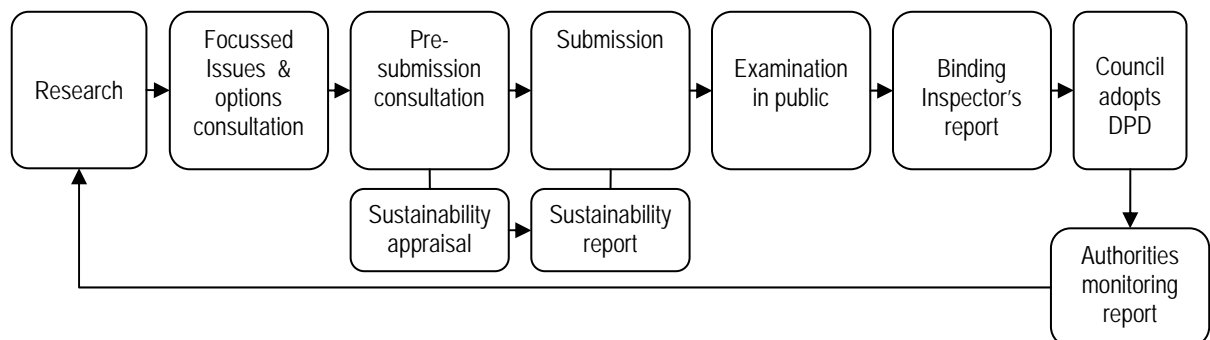 Research
Focussed
Issues &
options
consultation
Pre-
submission
consultation
Submission
Examination
in public
Binding
Inspector's
report
Council
adopts
DPD
Sustainability
appraisal
Sustainability
report
Authorities
monitoring
report